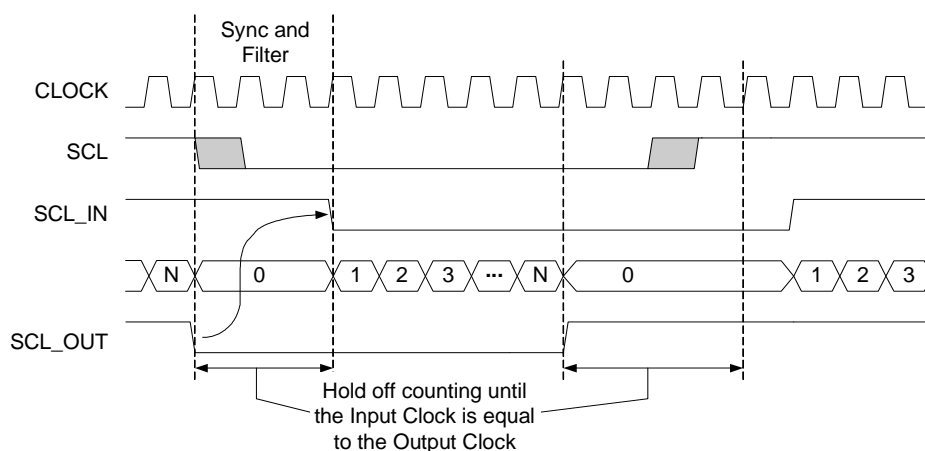 Sync and
Filter
CLOCK
SCL
SCL_IN
N 0 1 2 3 ··· N 0 1 2 3
SCL_OUT
Hold off counting until
the Input Clock is equal
to the Output Clock